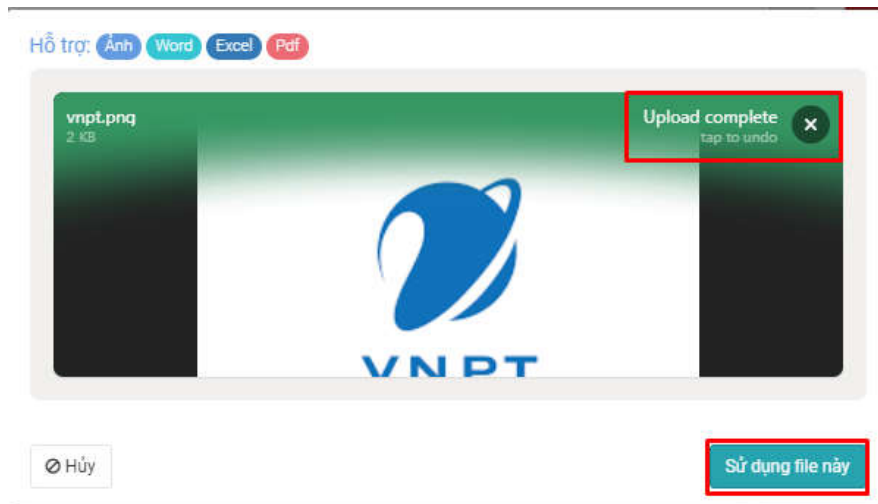 Hỗ trợ: Ảnh Word Excel Pdf
vnpt.png
Upload complete
2 KB
tap to undo
VNPT
Hủy
Sử dụng file này